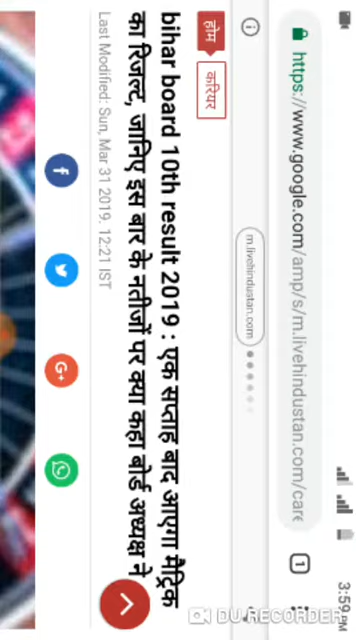 3:59 PM
https://www.google.com/amp/s/m.livehindustan.com/care
1
m.livehindustan.com
होम
करियर
bihar board 10th result 2019 : एक सप्ताह बाद आएगा मैट्रिक
का रिजल्ट, जानिए इस बार के नतीजों पर क्या कहा बोर्ड अध्यक्ष ने
Last Modified: Sun, Mar 31 2019. 12:21 IST
f
G+
DU RECORDER